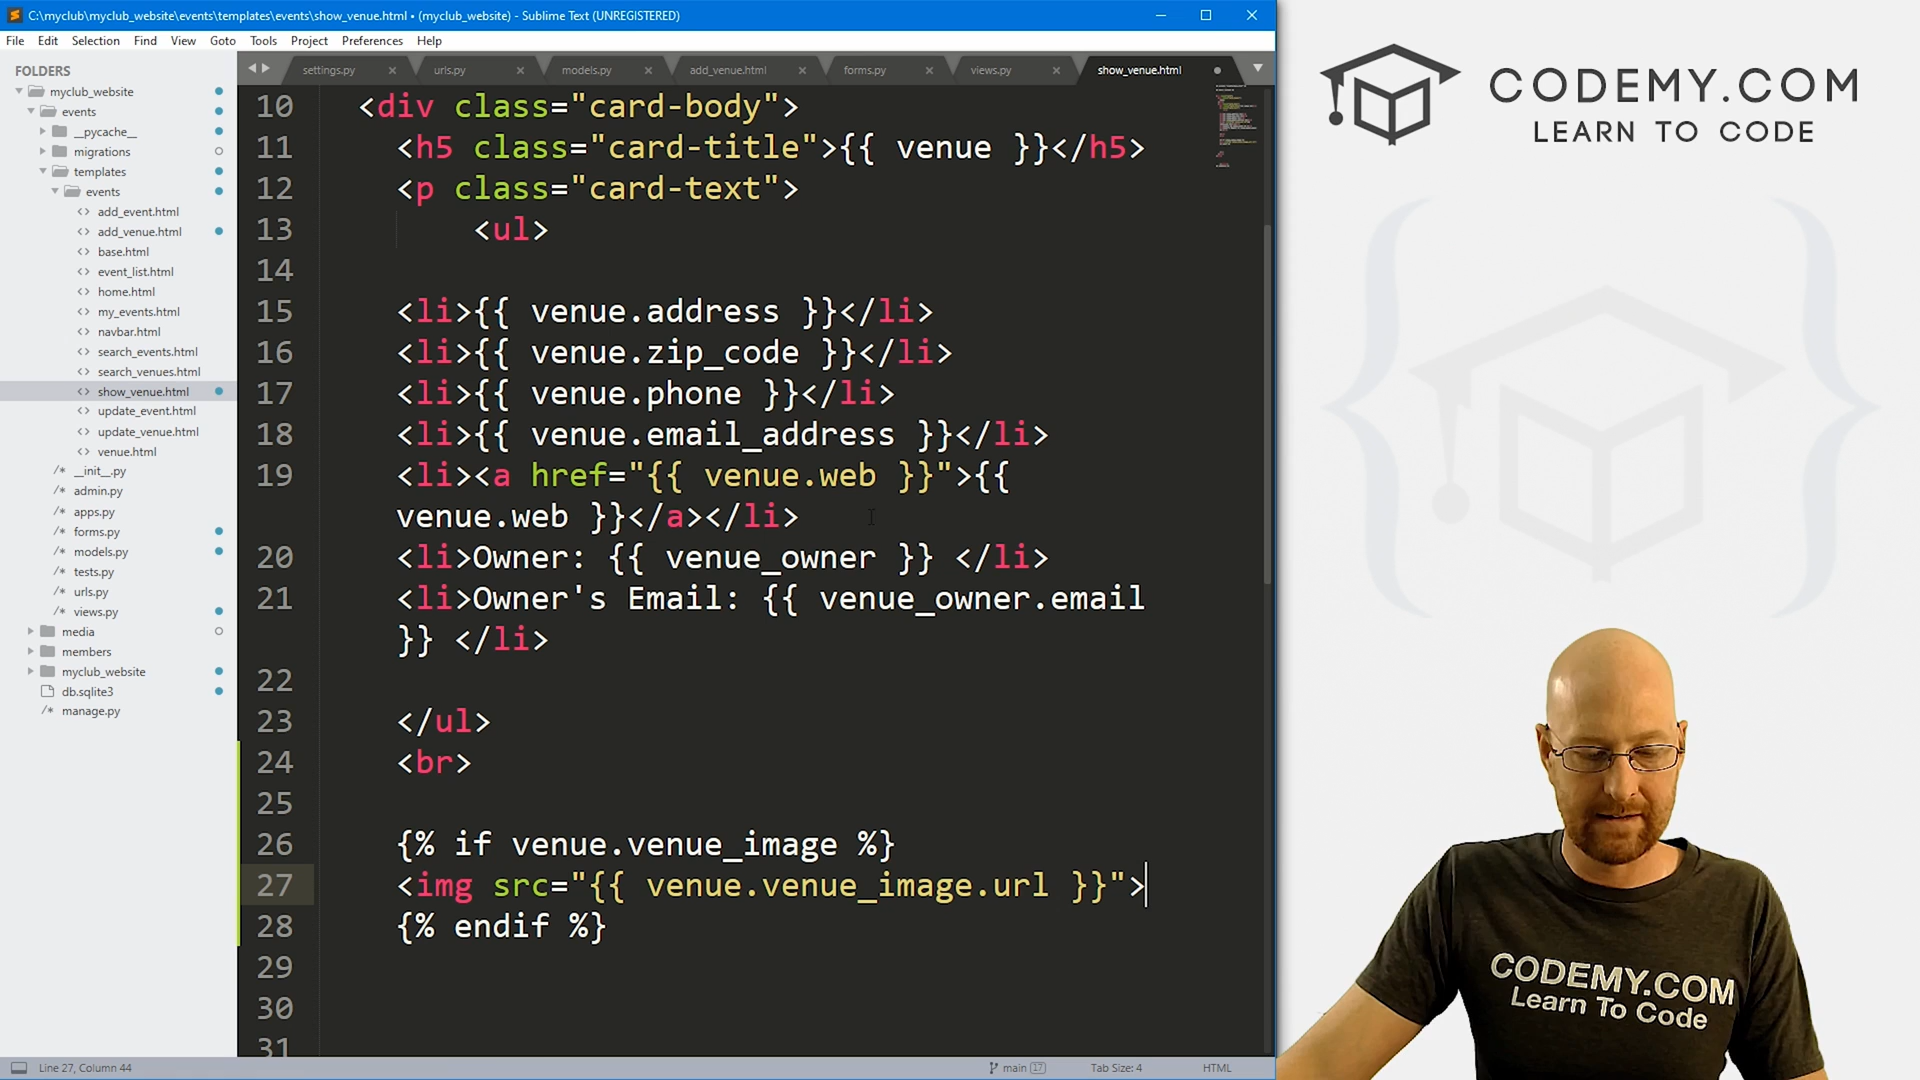 C:\myclub\myclub_website\events\templates\events\show_venue.html • (myclub_website) - Sublime Text (UNREGISTERED)
File Edit Selection Find View Goto Tools Project Preferences Help
FOLDERS
myclub_website
events
__pycache__
migrations
templates
events
add_event.html
add_venue.html
base.html
event_list.html
home.html
my_events.html
navbar.html
search_events.html
search_venues.html
show_venue.html
update_event.html
update_venue.html
venue.html
__init__.py
admin.py
apps.py
forms.py
models.py
tests.py
urls.py
views.py
media
members
myclub_website
db.sqlite3
manage.py
settings.py urls.py models.py add_venue.html forms.py views.py show_venue.html
10 <div class="card-body">
11 <h5 class="card-title">{{ venue }}</h5>
12 <p class="card-text">
13 <ul>
14
15 <li>{{ venue.address }}</li>
16 <li>{{ venue.zip_code }}</li>
17 <li>{{ venue.phone }}</li>
18 <li>{{ venue.email_address }}</li>
19 <li><a href="{{ venue.web }}">{{
venue.web }}</a></li>
20 <li>Owner: {{ venue_owner }} </li>
21 <li>Owner's Email: {{ venue_owner.email
}} </li>
22
23 </ul>
24 <br>
25
26 {% if venue.venue_image %}
27 <img src="{{ venue.venue_image.url }}">
28 {% endif %}
29
30
31
Line 27, Column 44
main 17
Tab Size: 4
HTML
CODEMY.COM
LEARN TO CODE
CODEMY.COM
Learn To Code